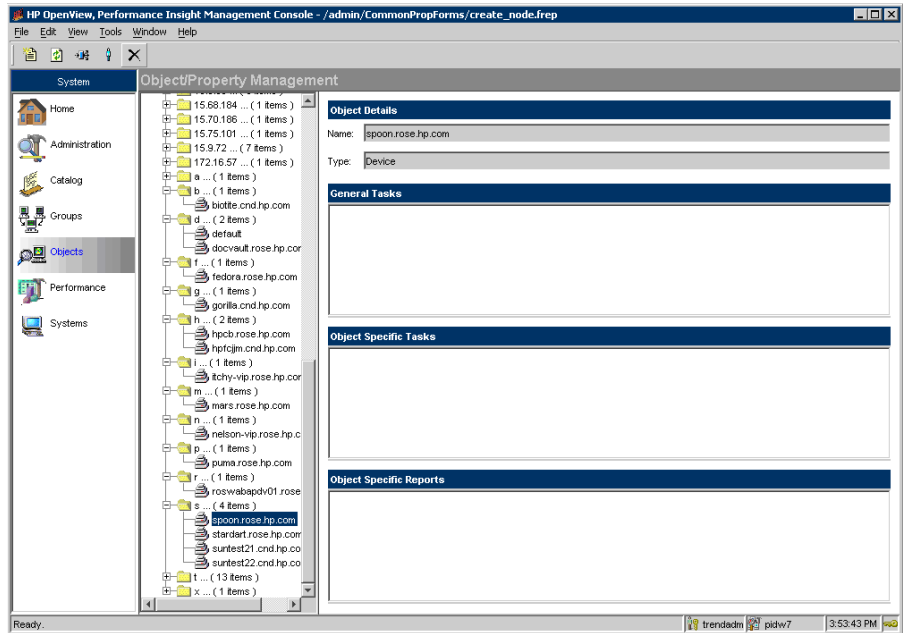 HP OpenView, Performance Insight Management Console - /admin/CommonPropForms/create_node.frep
File Edit View Tools Window Help
System
Object/Property Management
Home
Administration
Catalog
Groups
Objects
Performance
Systems
15.68.184 ... ( 1 items )
15.70.186 ... ( 1 items )
15.75.101 ... ( 1 items )
15.9.72 ... ( 7 items )
172.16.57 ... ( 1 items )
a ... ( 1 items )
b ... ( 1 items )
biotite.cnd.hp.com
d ... ( 2 items )
default
docvault.rose.hp.cor
f ... ( 1 items )
fedora.rose.hp.com
g ... ( 1 items )
gorilla.cnd.hp.com
h ... ( 2 items )
hpcb.rose.hp.com
hpfcjjm.cnd.hp.com
i ... ( 1 items )
itchy-vip.rose.hp.cor
m ... ( 1 items )
mars.rose.hp.com
n ... ( 1 items )
nelson-vip.rose.hp.c
p ... ( 1 items )
puma.rose.hp.com
r ... ( 1 items )
roswabapdv01.rose
s ... ( 4 items )
spoon.rose.hp.com
stardart.rose.hp.com
suntest21.cnd.hp.co
suntest22.cnd.hp.co
t ... ( 13 items )
x ... ( 1 items )
Object Details
Name: spoon.rose.hp.com
Type: Device
General Tasks
Object Specific Tasks
Object Specific Reports
Ready.
trendadm
pidw7
3:53:43 PM